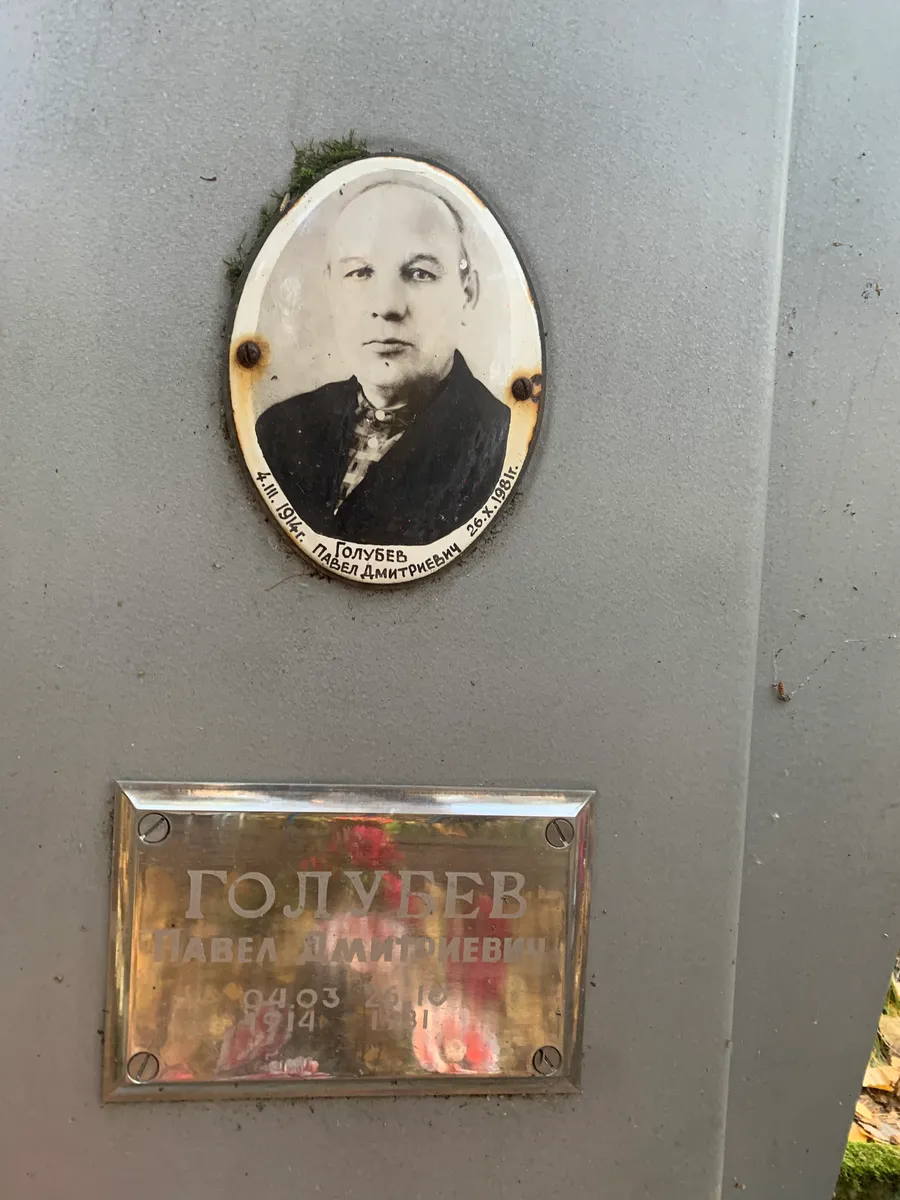 4.III.1914г.
ГОЛУБЕВ
ПАВЕЛ ДМИТРИЕВИЧ
26.X.1981г.
ГОЛУБЕВ
ПАВЕЛ ДМИТРИЕВИЧ
04.03 26.10
1914 1981